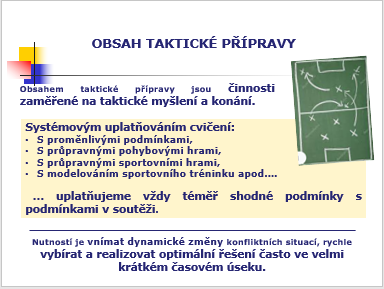 OBSAH TAKTICKÉ PŘÍPRAVY
Obsahem taktické přípravy jsou činnosti
zaměřené na taktické myšlení a konání.
Systémovým uplatňováním cvičení:
• S proměnlivými podmínkami,
• S průpravnými pohybovými hrami,
• S průpravnými sportovními hrami,
• S modelováním sportovního tréninku apod....
... uplatňujeme vždy téměř shodné podmínky s
podmínkami v soutěži.
Nutností je vnímat dynamické změny konfliktních situací, rychle
vybírat a realizovat optimální řešení často ve velmi
krátkém časovém úseku.